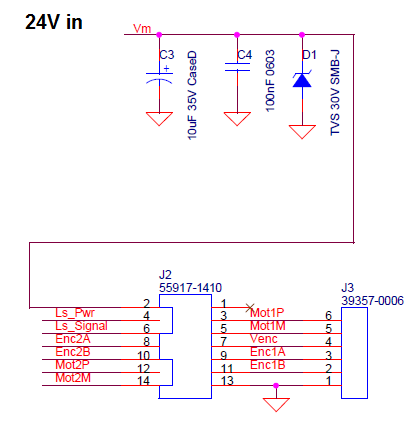 24V in
Vm
C3
C4
D1
+
10uF 35V CaseD
100nF 0603
TVS 30V SMB-J
J2
55917-1410
J3
39357-0006
2 1
Ls_Pwr 4 3 Mot1P 6
Ls_Signal 6 5 Mot1M 5
Enc2A 8 7 Venc 4
Enc2B 10 9 Enc1A 3
Mot2P 12 11 Enc1B 2
Mot2M 14 13 1